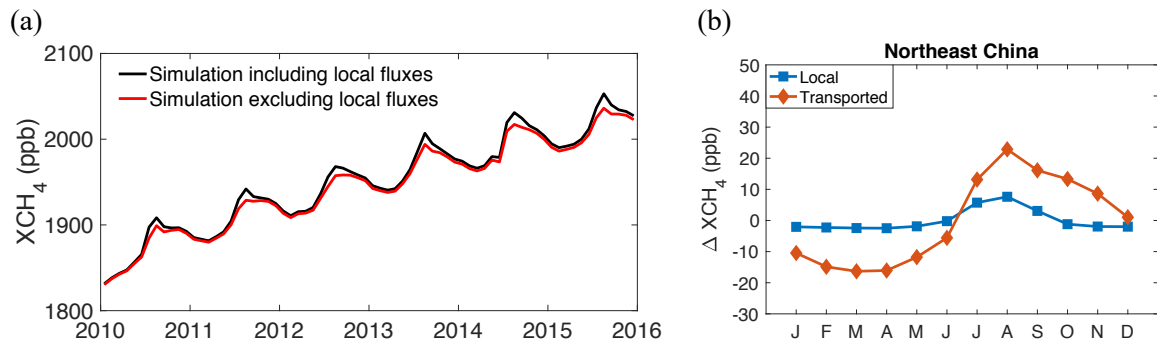 (a)
2100
2000
1900
1800
XCH4 (ppb)
Simulation including local fluxes
Simulation excluding local fluxes
2010 2011 2012 2013 2014 2015 2016
(b)
Northeast China
50
40
30
20
10
0
-10
-20
-30
Δ XCH4 (ppb)
Local
Transported
J F M A M J J A S O N D